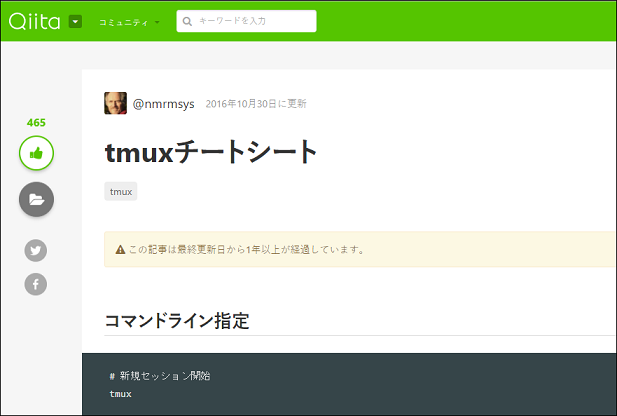 Qiita
コミュニティ
キーワードを入力
@nmrmsys 2016年10月30日に更新
465
tmuxチートシート
tmux
この記事は最終更新日から1年以上が経過しています。
コマンドライン指定
# 新規セッション開始
tmux